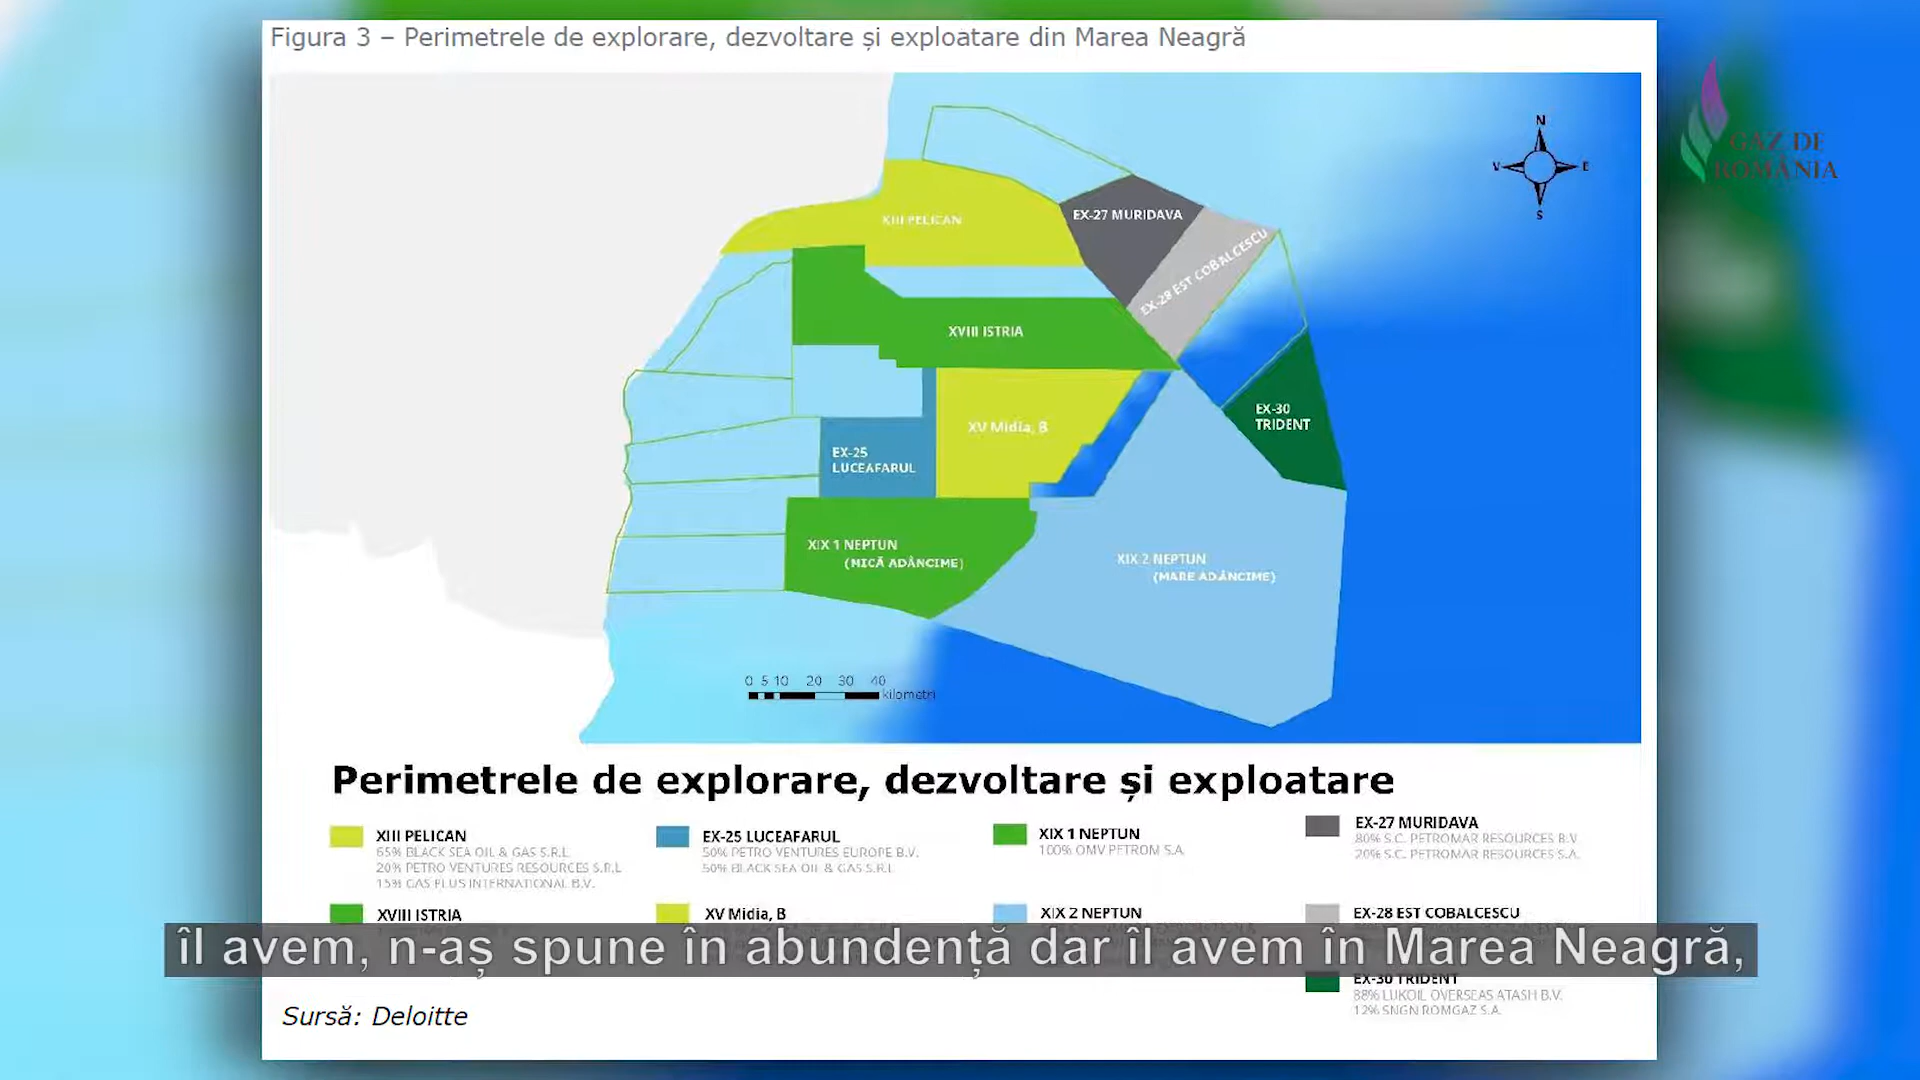 Figura 3 – Perimetrele de explorare, dezvoltare și exploatare din Marea Neagră
GAZ DE
ROMÂNIA
N
V
E
S
XIII PELICAN
EX-27 MURIDAVA
EX-28 EST COBALCESCU
XVIII ISTRIA
EX-30
TRIDENT
XV Midia, B
EX-25
LUCEAFARUL
XIX 1 NEPTUN
(MICĂ ADÂNCIME)
XIX 2 NEPTUN
(MARE ADÂNCIME)
0 5 10 20 30 40
kilometri
Perimetrele de explorare, dezvoltare și exploatare
XIII PELICAN
65% BLACK SEA OIL & GAS S.R.L
20% PETRO VENTURES RESOURCES S.R.L
15% GAS PLUS INTERNATIONAL B.V.
XVIII ISTRIA
EX-25 LUCEAFARUL
50% PETRO VENTURES EUROPE B.V.
50% BLACK SEA OIL & GAS S.R.L
XV Midia, B
XIX 1 NEPTUN
100% OMV PETROM S.A.
XIX 2 NEPTUN
EX-27 MURIDAVA
80% S.C. PETROMAR RESOURCES B.V
20% S.C. PETROMAR RESOURCES S.A.
EX-28 EST COBALCESCU
EX-30 TRIDENT
88% LUKOIL OVERSEAS ATASH B.V.
12% SNGN ROMGAZ S.A.
îl avem, n-aș spune în abundență dar îl avem în Marea Neagră,
Sursă: Deloitte